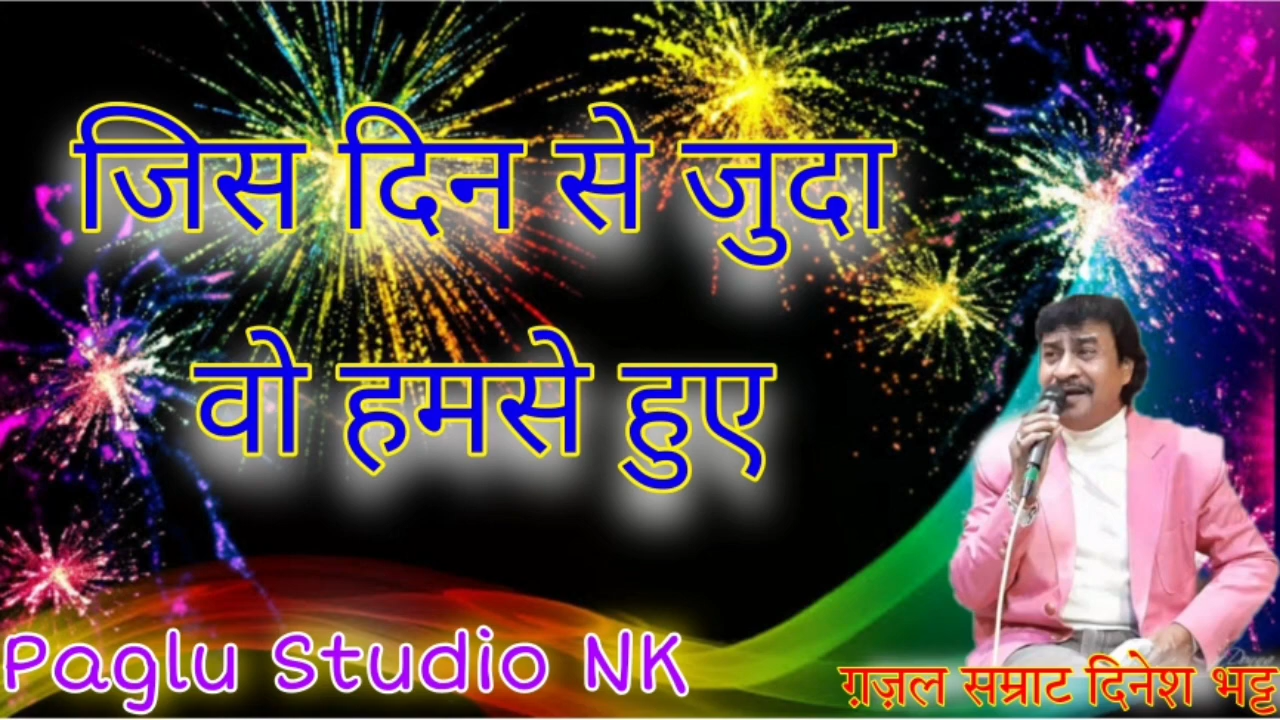 जिस दिन से जुदा
वो हमसे हुए
Paglu Studio NK
ग़ज़ल सम्राट दिनेश भट्ट